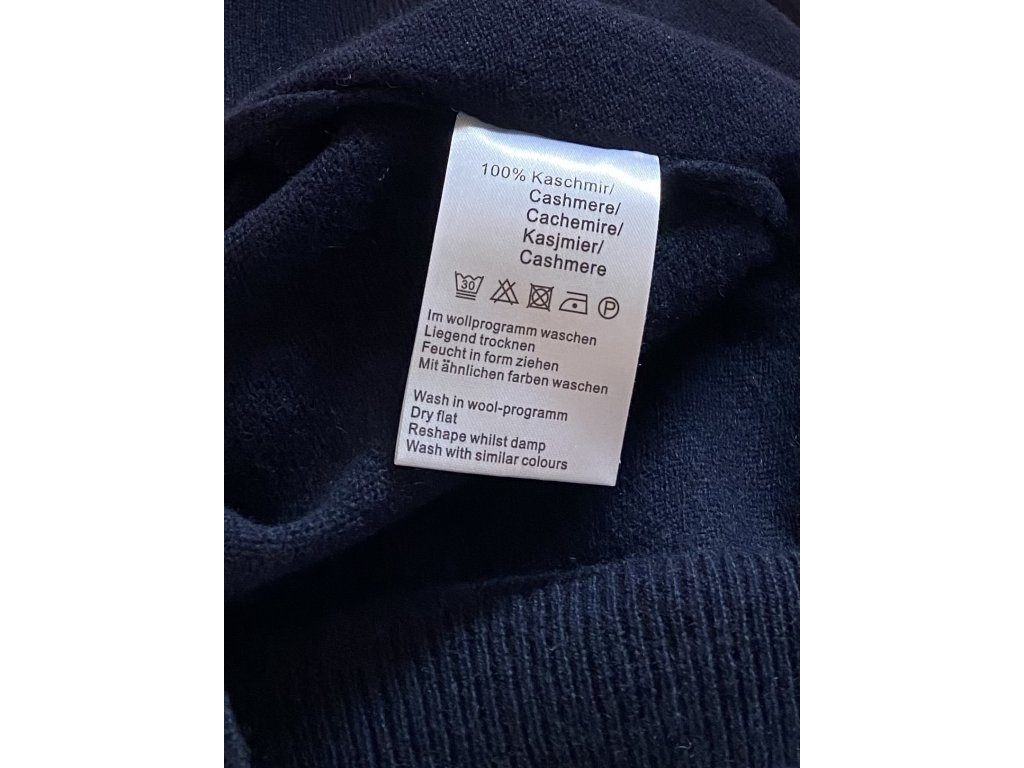 100% Kaschmir/
Cashmere/
Cachemire/
Kasjmier/
Cashmere
30 P
Im wollprogramm waschen
Liegend trocknen
Feucht in form ziehen
Mit ähnlichen farben waschen
Wash in wool-programm
Dry flat
Reshape whilst damp
Wash with similar colours